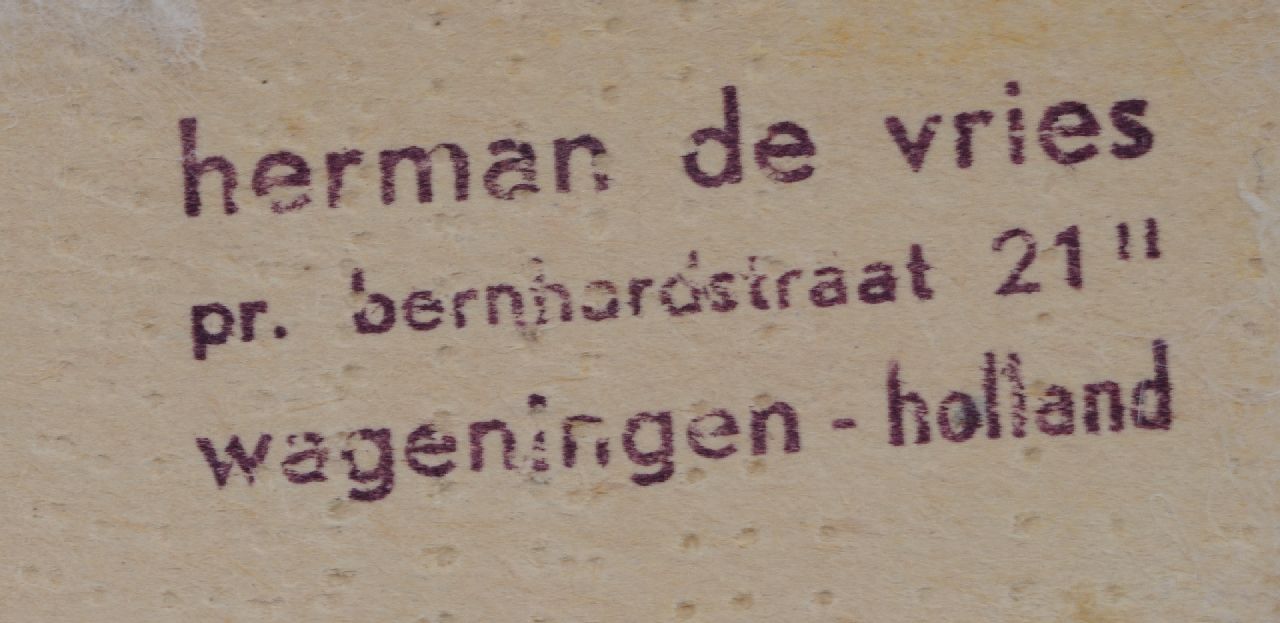 herman de vries
pr. bernhardstraat 21"
wageningen - holland